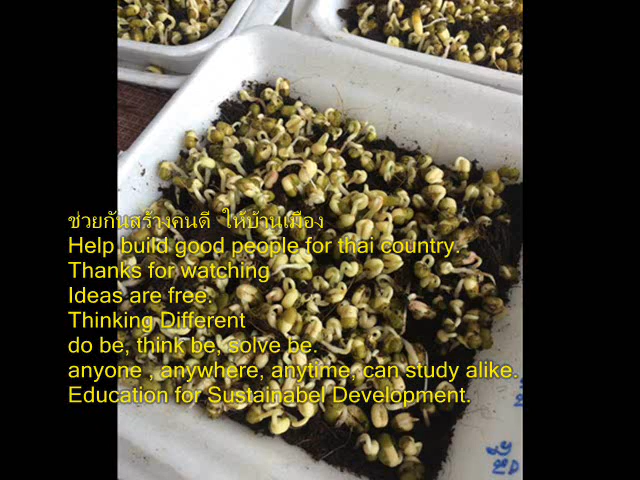 ช่วยกันสร้างคนดี ให้บ้านเมือง
Help build good people for thai country.
Thanks for watching
Ideas are free.
Thinking Different
do be, think be, solve be.
anyone , anywhere, anytime, can study alike.
Education for Sustainabel Development.